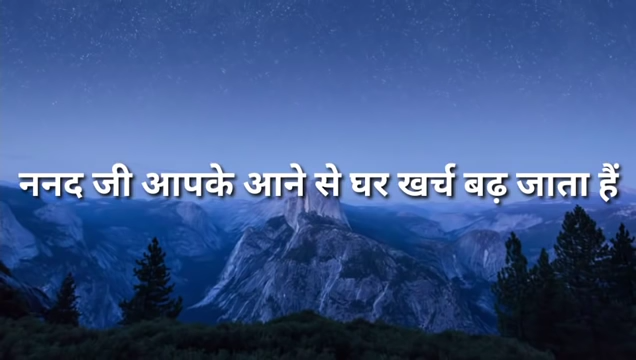 ननद जी आपके आने से घर खर्च बढ़ जाता हैं